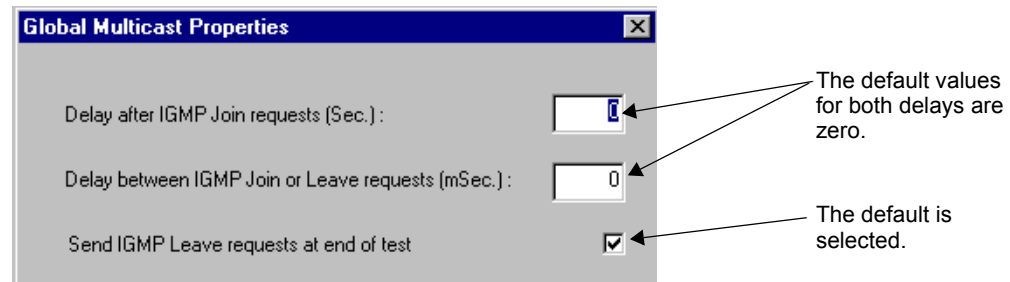 Global Multicast Properties
Delay after IGMP Join requests (Sec.) :
0
The default values
for both delays are
zero.
Delay between IGMP Join or Leave requests (mSec.) :
0
Send IGMP Leave requests at end of test
The default is
selected.